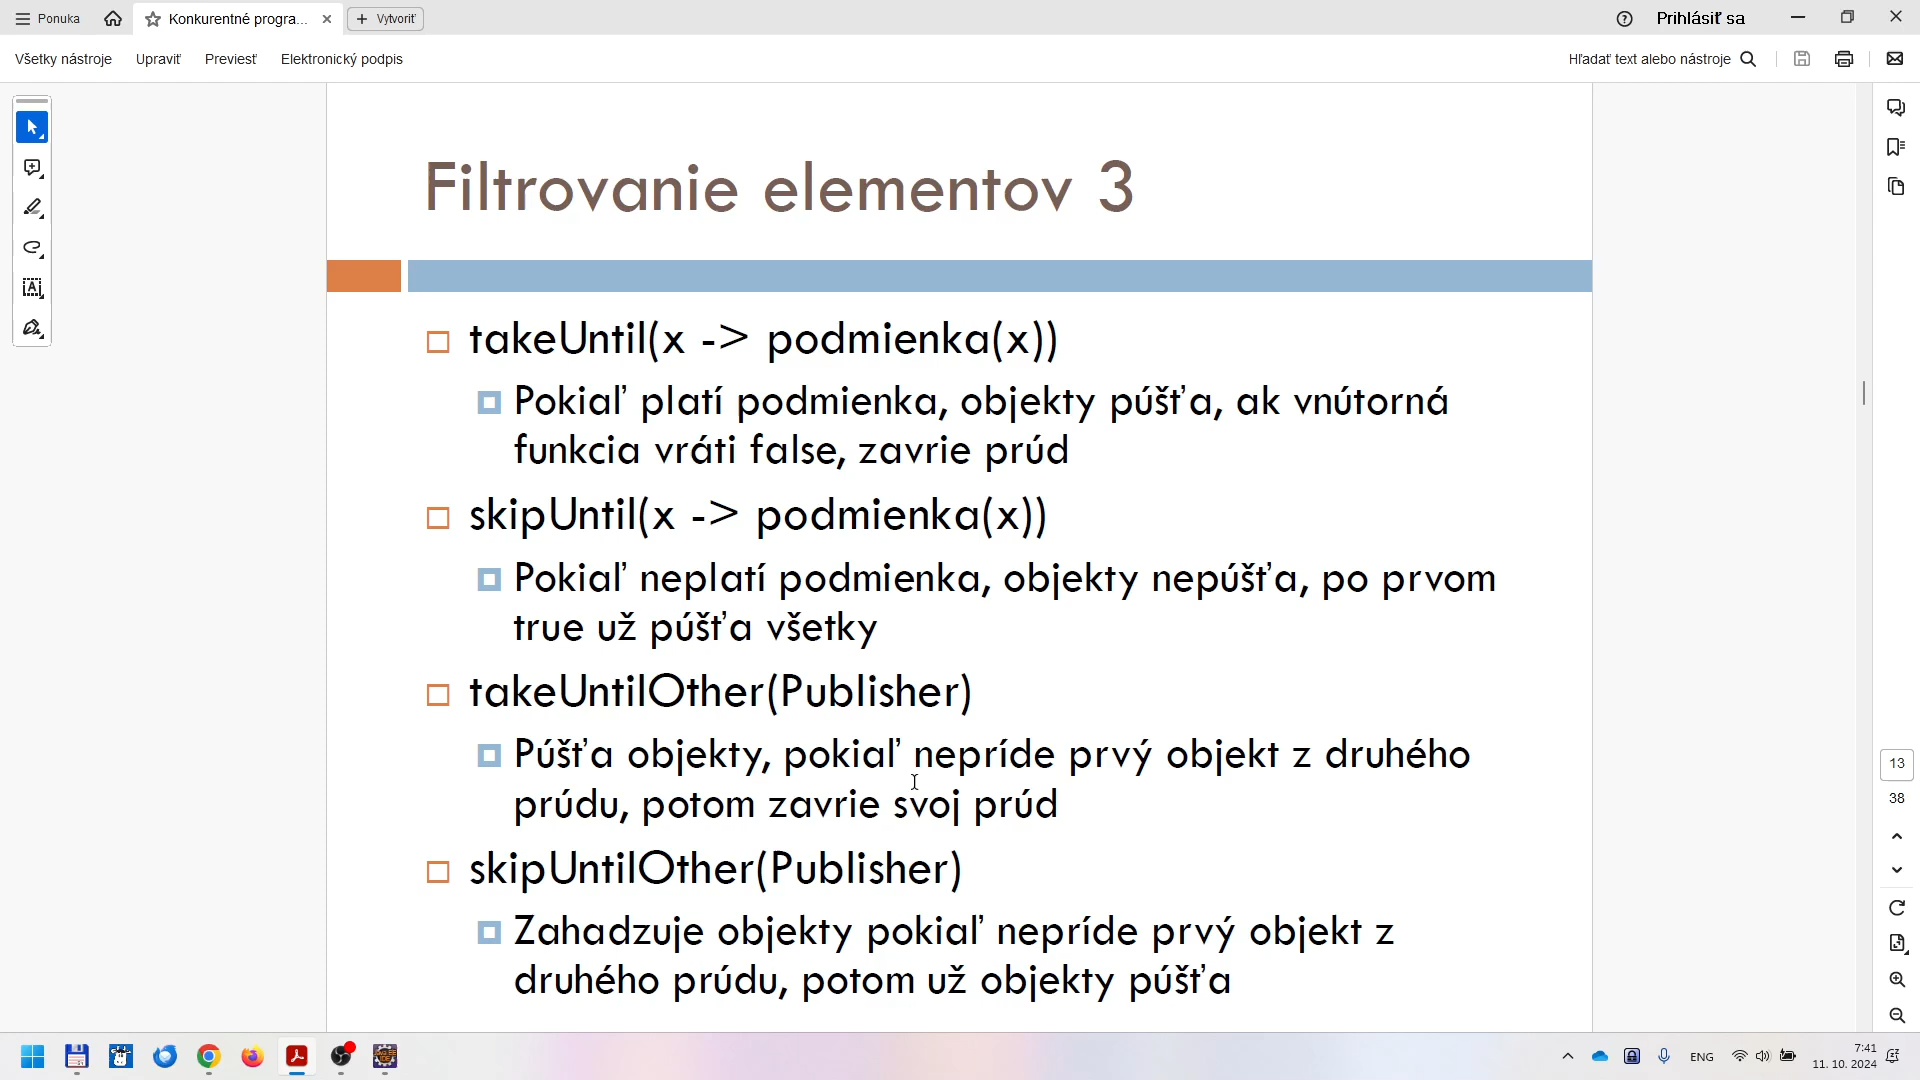 Ponuka
Konkurentné progra...
Vytvoriť
Prihlásiť sa
Všetky nástroje
Upraviť
Previesť
Elektronický podpis
Hľadať text alebo nástroje
Filtrovanie elementov 3
takeUntil(x -> podmienka(x))
Pokiaľ platí podmienka, objekty púšťa, ak vnútorná
funkcia vráti false, zavrie prúd
skipUntil(x -> podmienka(x))
Pokiaľ neplatí podmienka, objekty nepúšťa, po prvom
true už púšťa všetky
takeUntilOther(Publisher)
Púšťa objekty, pokiaľ nepríde prvý objekt z druhého
prúdu, potom zavrie svoj prúd
skipUntilOther(Publisher)
Zahadzuje objekty pokiaľ nepríde prvý objekt z
druhého prúdu, potom už objekty púšťa
13
38
ENG
7:41
11. 10. 2024